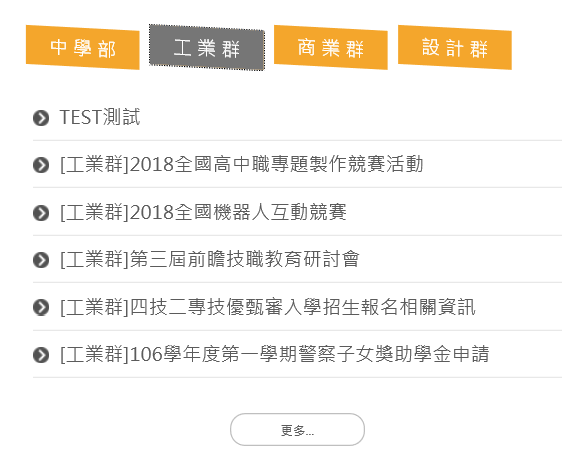 中學部 工業群 商業群 設計群
TEST測試
[工業群]2018全國高中職專題製作競賽活動
[工業群]2018全國機器人互動競賽
[工業群]第三屆前瞻技職教育研討會
[工業群]四技二專技優甄審入學招生報名相關資訊
[工業群]106學年度第一學期警察子女獎助學金申請
更多...